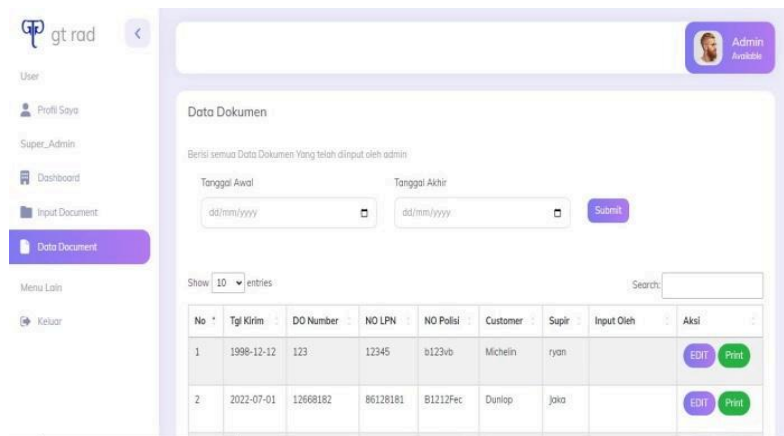 gt rad
Admin
Available
User
Profil Saya
Super_Admin
Dashboard
Input Document
Data Document
Menu Lain
Keluar
Data Dokumen
Berisi semua Data Dokumen Yang telah diinput oleh admin
Tanggal Awal Tanggal Akhir
dd/mm/yyyy dd/mm/yyyy Submit
Show 10 entries Search:
No Tgl Kirim DO Number NO LPN NO Polisi Customer Supir Input Oleh Aksi
1 1998-12-12 123 12345 b123vb Michelin ryan EDIT Print
2 2022-07-01 12668182 86128181 B1212Fec Dunlop Joko EDIT Print